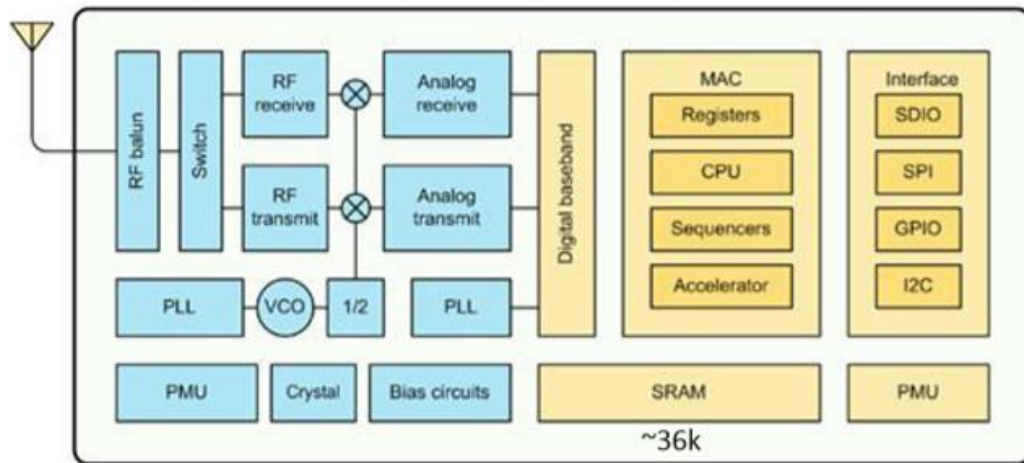 RF balun
Switch
RF
receive
Analog
receive
RF
transmit
Analog
transmit
PLL
VCO
1/2
PLL
Digital baseband
MAC
Registers
CPU
Sequencers
Accelerator
Interface
SDIO
SPI
GPIO
I2C
PMU
Crystal
Bias circuits
SRAM
PMU
~36k